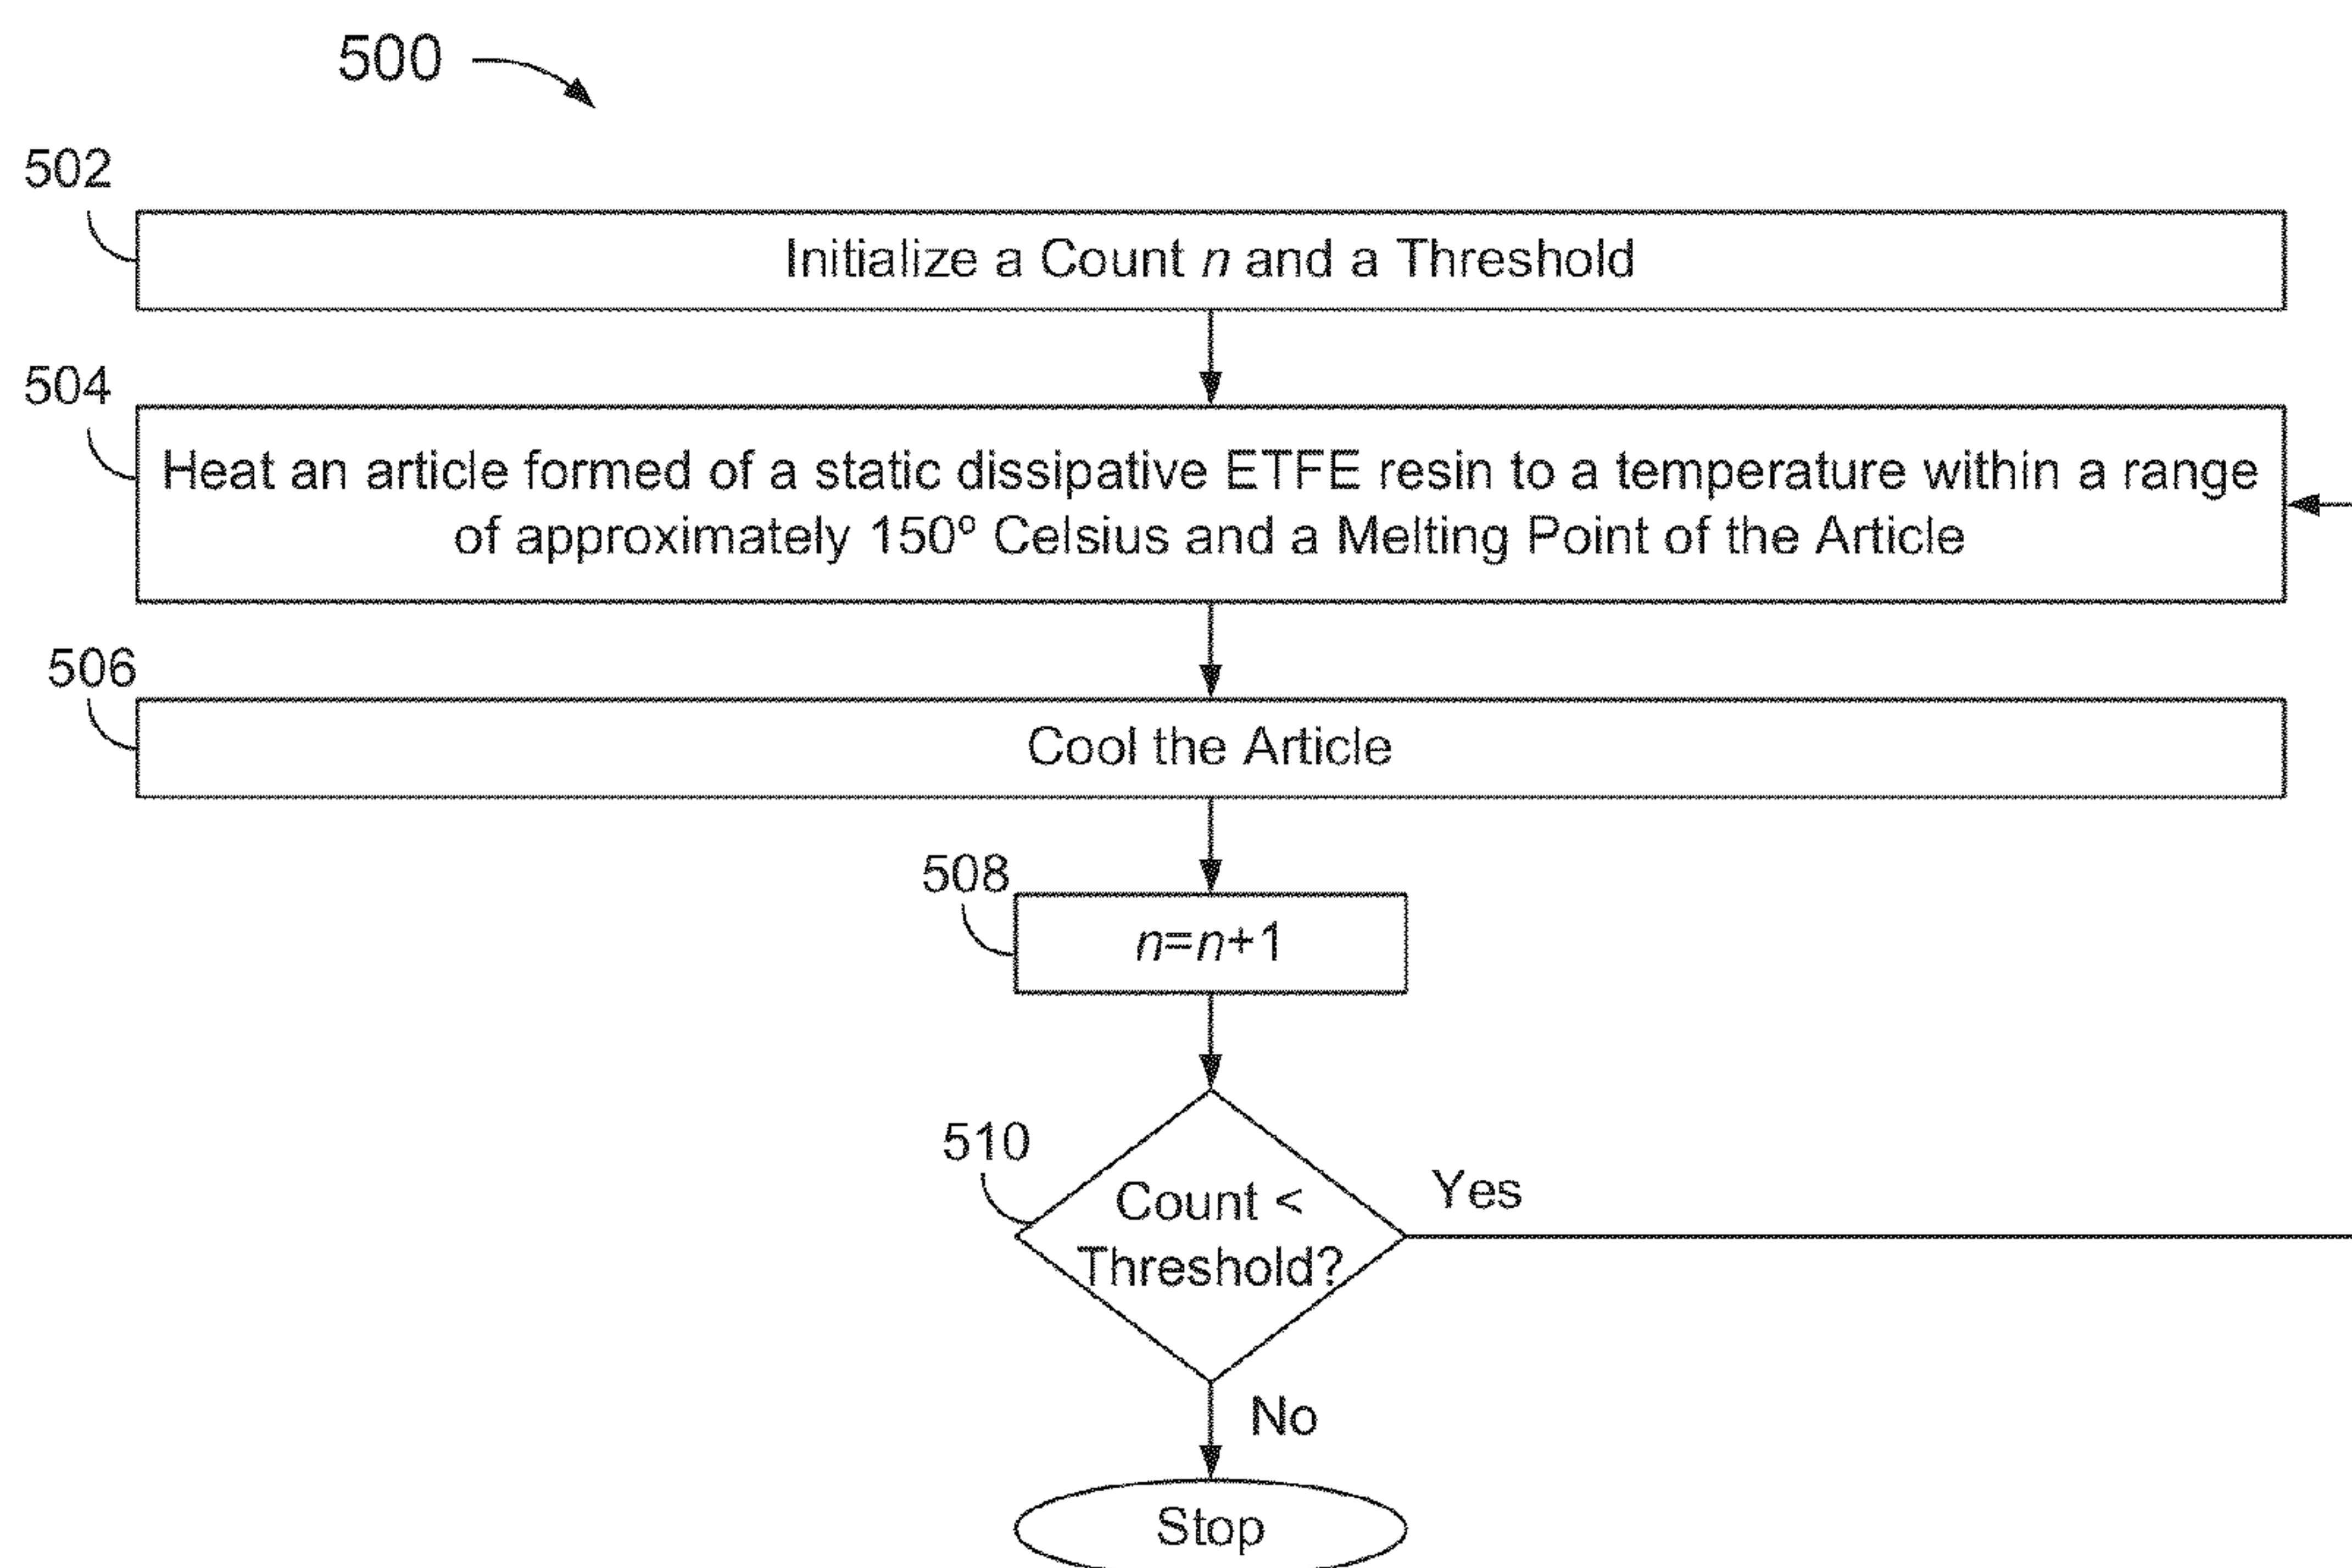 500
502
Initialize a Count n and a Threshold
504
Heat an article formed of a static dissipative ETFE resin to a temperature within a range
of approximately 150º Celsius and a Melting Point of the Article
506
Cool the Article
508
n=n+1
510
Count <
Threshold?
Yes
No
Stop